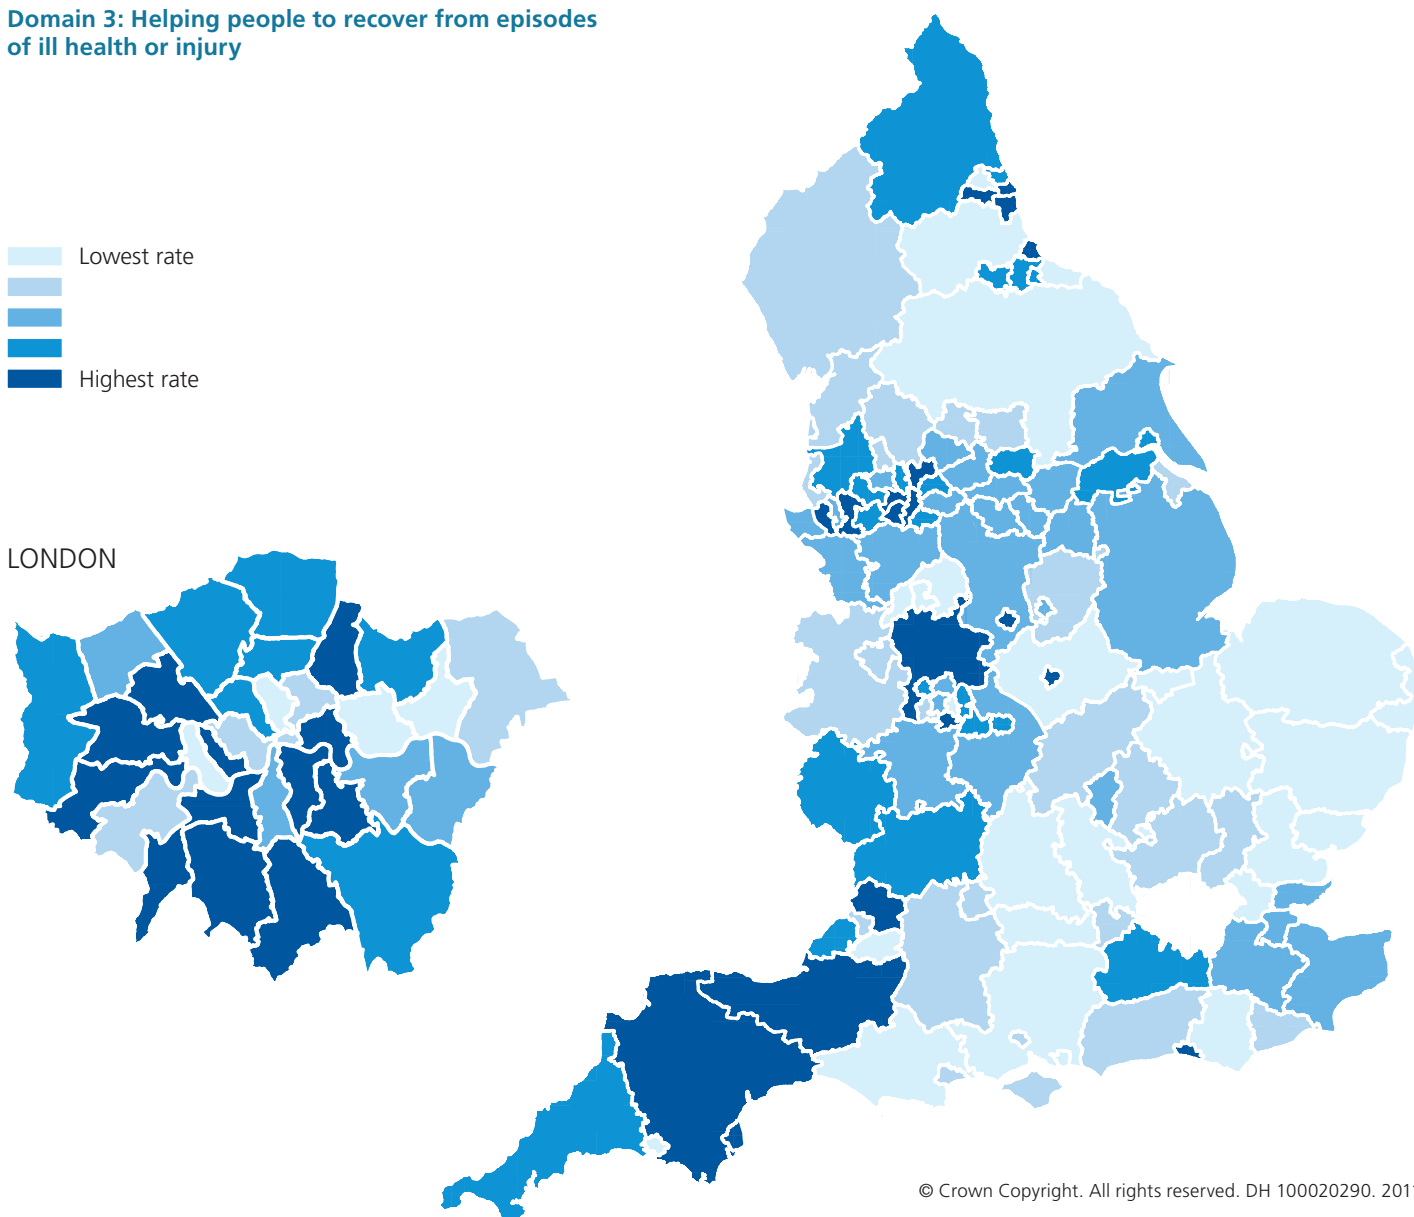 Domain 3: Helping people to recover from episodes
of ill health or injury
Lowest rate
Highest rate
LONDON
© Crown Copyright. All rights reserved. DH 100020290. 201